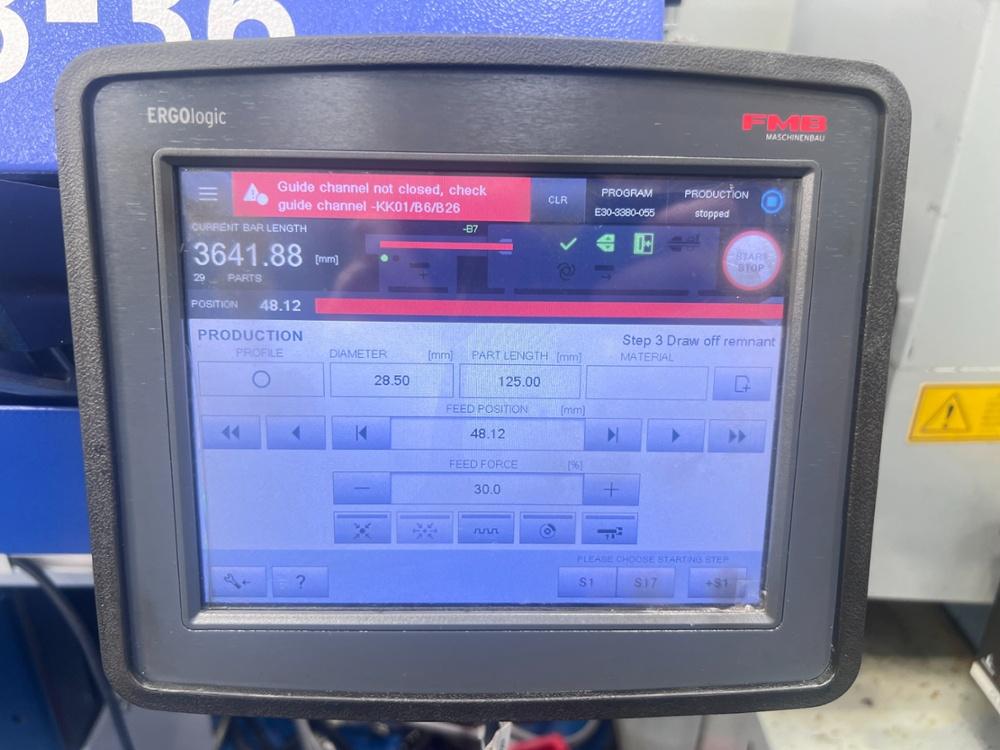 ERGOlogic
FMB
MASCHINENBAU
Guide channel not closed, check
guide channel -KK01/B6/B26
CLR
PROGRAM
E30-3380-055
PRODUCTION
stopped
CURRENT BAR LENGTH
3641.88 [mm]
29 PARTS
-B7
START
STOP
POSITION 48.12
PRODUCTION
Step 3 Draw off remnant
PROFILE
DIAMETER [mm]
PART LENGTH [mm]
MATERIAL
28.50
125.00
FEED POSITION [mm]
48.12
FEED FORCE [%]
30.0
PLEASE CHOOSE STARTING STEP
?
S1
S17
+S1